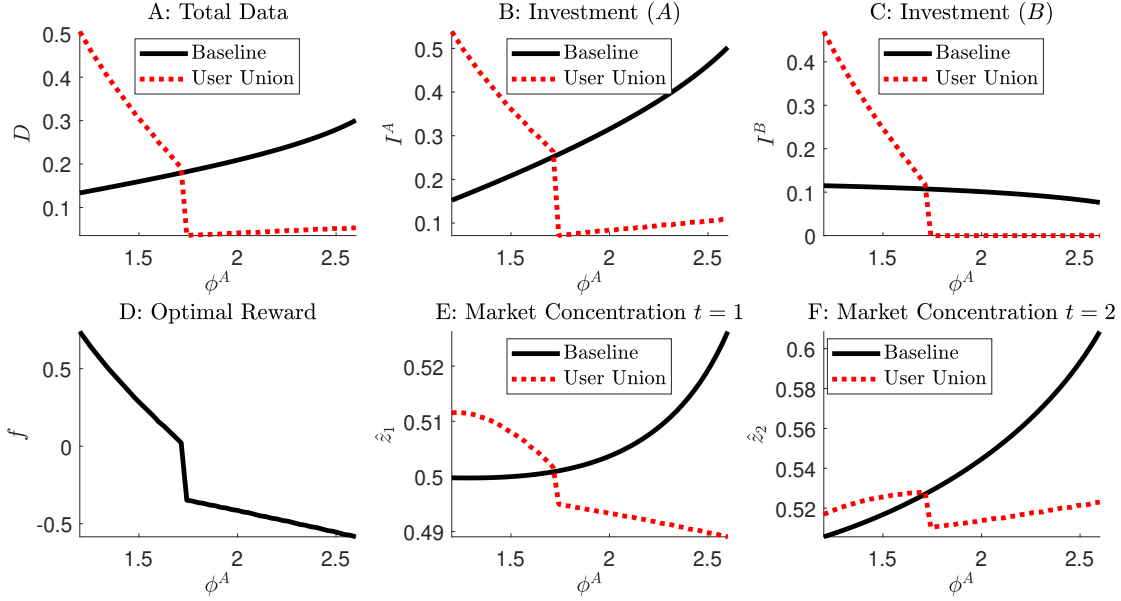 A: Total Data
B: Investment (A)
C: Investment (B)
0.5
0.4
0.3
0.2
0.1
D
Baseline
User Union
1.5
2
2.5
ϕ^A
0.5
0.4
0.3
0.2
0.1
I^A
Baseline
User Union
1.5
2
2.5
ϕ^A
0.4
0.3
0.2
0.1
0
I^B
Baseline
User Union
1.5
2
2.5
ϕ^A
D: Optimal Reward
E: Market Concentration t = 1
F: Market Concentration t = 2
0.5
0
-0.5
f
1.5
2
2.5
ϕ^A
0.52
0.51
0.5
0.49
ẑ_1
Baseline
User Union
1.5
2
2.5
ϕ^A
0.6
0.58
0.56
0.54
0.52
ẑ_2
Baseline
User Union
1.5
2
2.5
ϕ^A